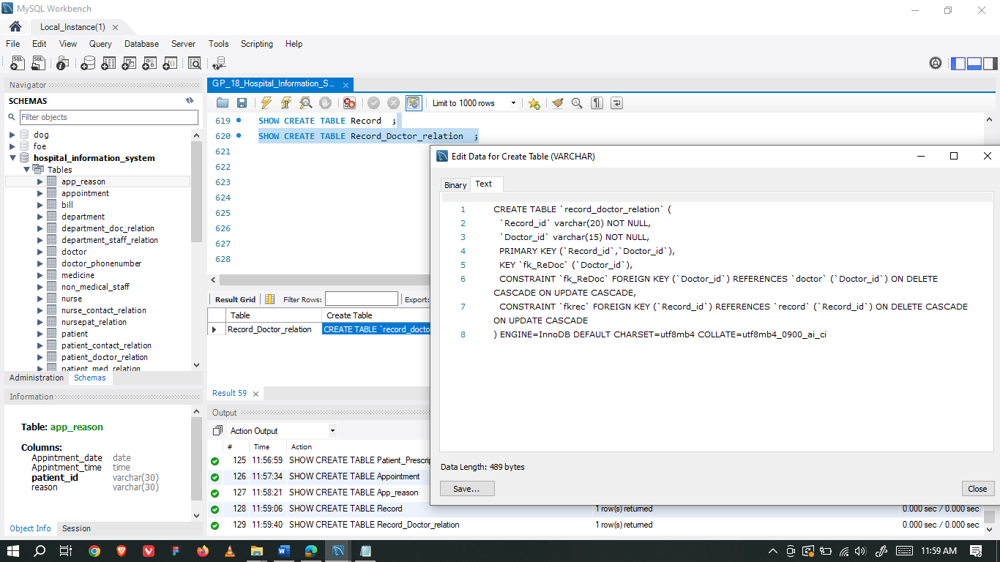 MySQL Workbench
Local_Instance(1)
File Edit View Query Database Server Tools Scripting Help
Navigator
SCHEMAS
Filter objects
dog
foe
hospital_information_system
Tables
app_reason
appointment
bill
department
department_doc_relation
department_staff_relation
doctor
doctor_phonenumber
medicine
non_medical_staff
nurse
nurse_contact_relation
nursepat_relation
patient
patient_contact_relation
patient_doctor_relation
patient_med_relation
Administration Schemas
Information
Table: app_reason
Columns:
Appintment_date date
Appintment_time time
patient_id varchar(30)
reason varchar(30)
Object Info Session
GP_18_Hospital_Information_S...
Limit to 1000 rows
619 SHOW CREATE TABLE Record ;
620 SHOW CREATE TABLE Record_Doctor_relation ;
621
622
623
624
625
626
627
628
Result Grid Filter Rows: Export:
Table Create Table
Record_Doctor_relation CREATE TABLE `record_docto
Result 59
Output
Action Output
# Time Action
125 11:56:59 SHOW CREATE TABLE Patient_Prescrip
126 11:57:34 SHOW CREATE TABLE Appointment
127 11:58:21 SHOW CREATE TABLE App_reason
128 11:59:06 SHOW CREATE TABLE Record 1 row(s) returned 0.000 sec / 0.000 sec
129 11:59:40 SHOW CREATE TABLE Record_Doctor_relation 1 row(s) returned 0.000 sec / 0.000 sec
Edit Data for Create Table (VARCHAR)
Binary Text
1 CREATE TABLE `record_doctor_relation` (
2 `Record_id` varchar(20) NOT NULL,
3 `Doctor_id` varchar(15) NOT NULL,
4 PRIMARY KEY (`Record_id`,`Doctor_id`),
5 KEY `fk_ReDoc` (`Doctor_id`),
6 CONSTRAINT `fk_ReDoc` FOREIGN KEY (`Doctor_id`) REFERENCES `doctor` (`Doctor_id`) ON DELETE
CASCADE ON UPDATE CASCADE,
7 CONSTRAINT `fkrec` FOREIGN KEY (`Record_id`) REFERENCES `record` (`Record_id`) ON DELETE CASCADE
ON UPDATE CASCADE
8 ) ENGINE=InnoDB DEFAULT CHARSET=utf8mb4 COLLATE=utf8mb4_0900_ai_ci
Data Length: 489 bytes
Save... Close
11:59 AM